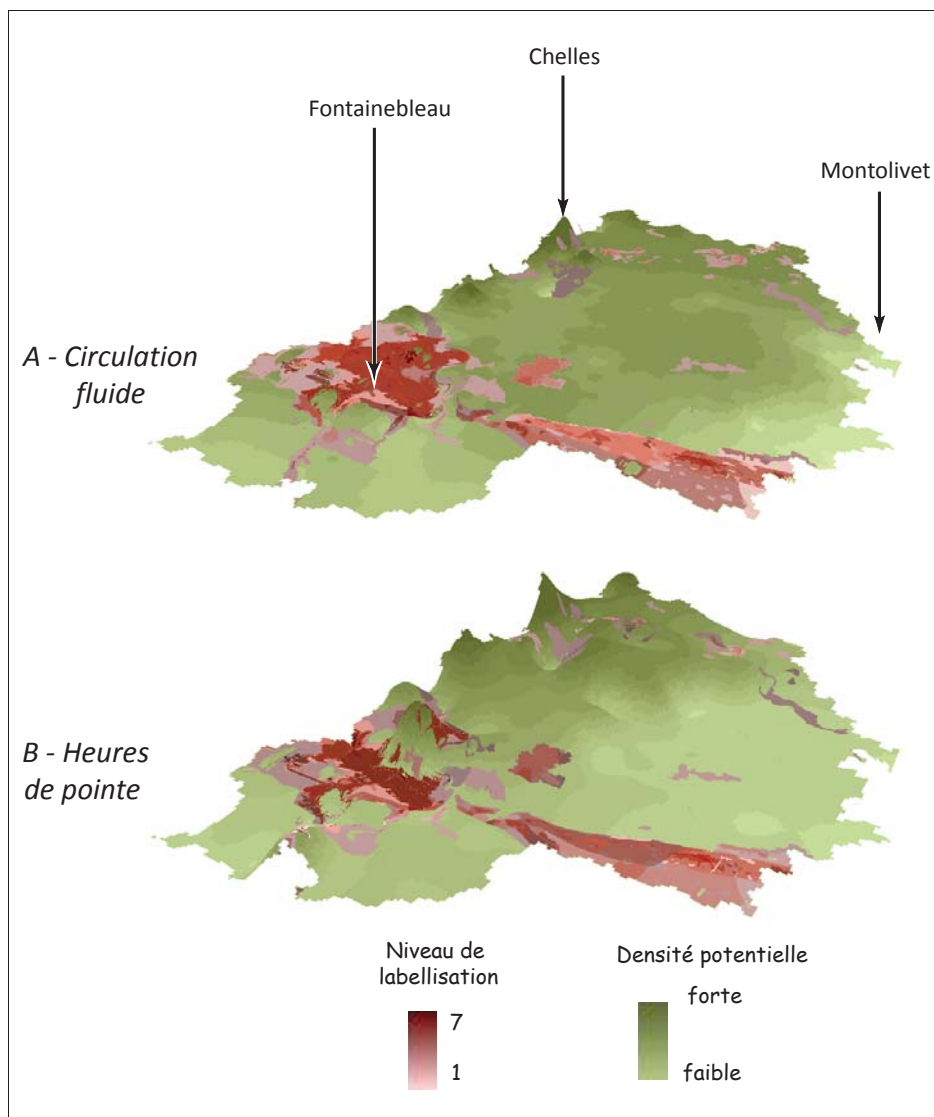 Chelles
Fontainebleau
Montolivet
A - Circulation
fluide
B - Heures
de pointe
Niveau de
labellisation
7
1
Densité potentielle
forte
faible